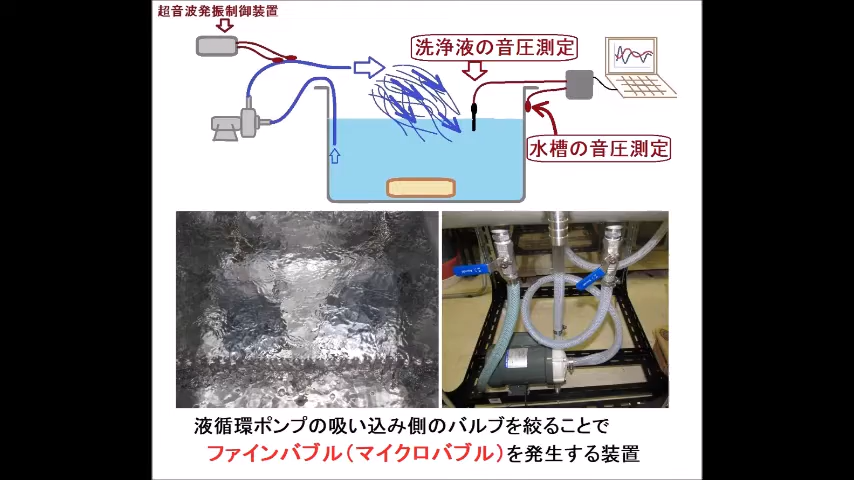 超音波発振制御装置
洗浄液の音圧測定
水槽の音圧測定
液循環ポンプの吸い込み側のバルブを絞ることで
ファインバブル（マイクロバブル）を発生する装置